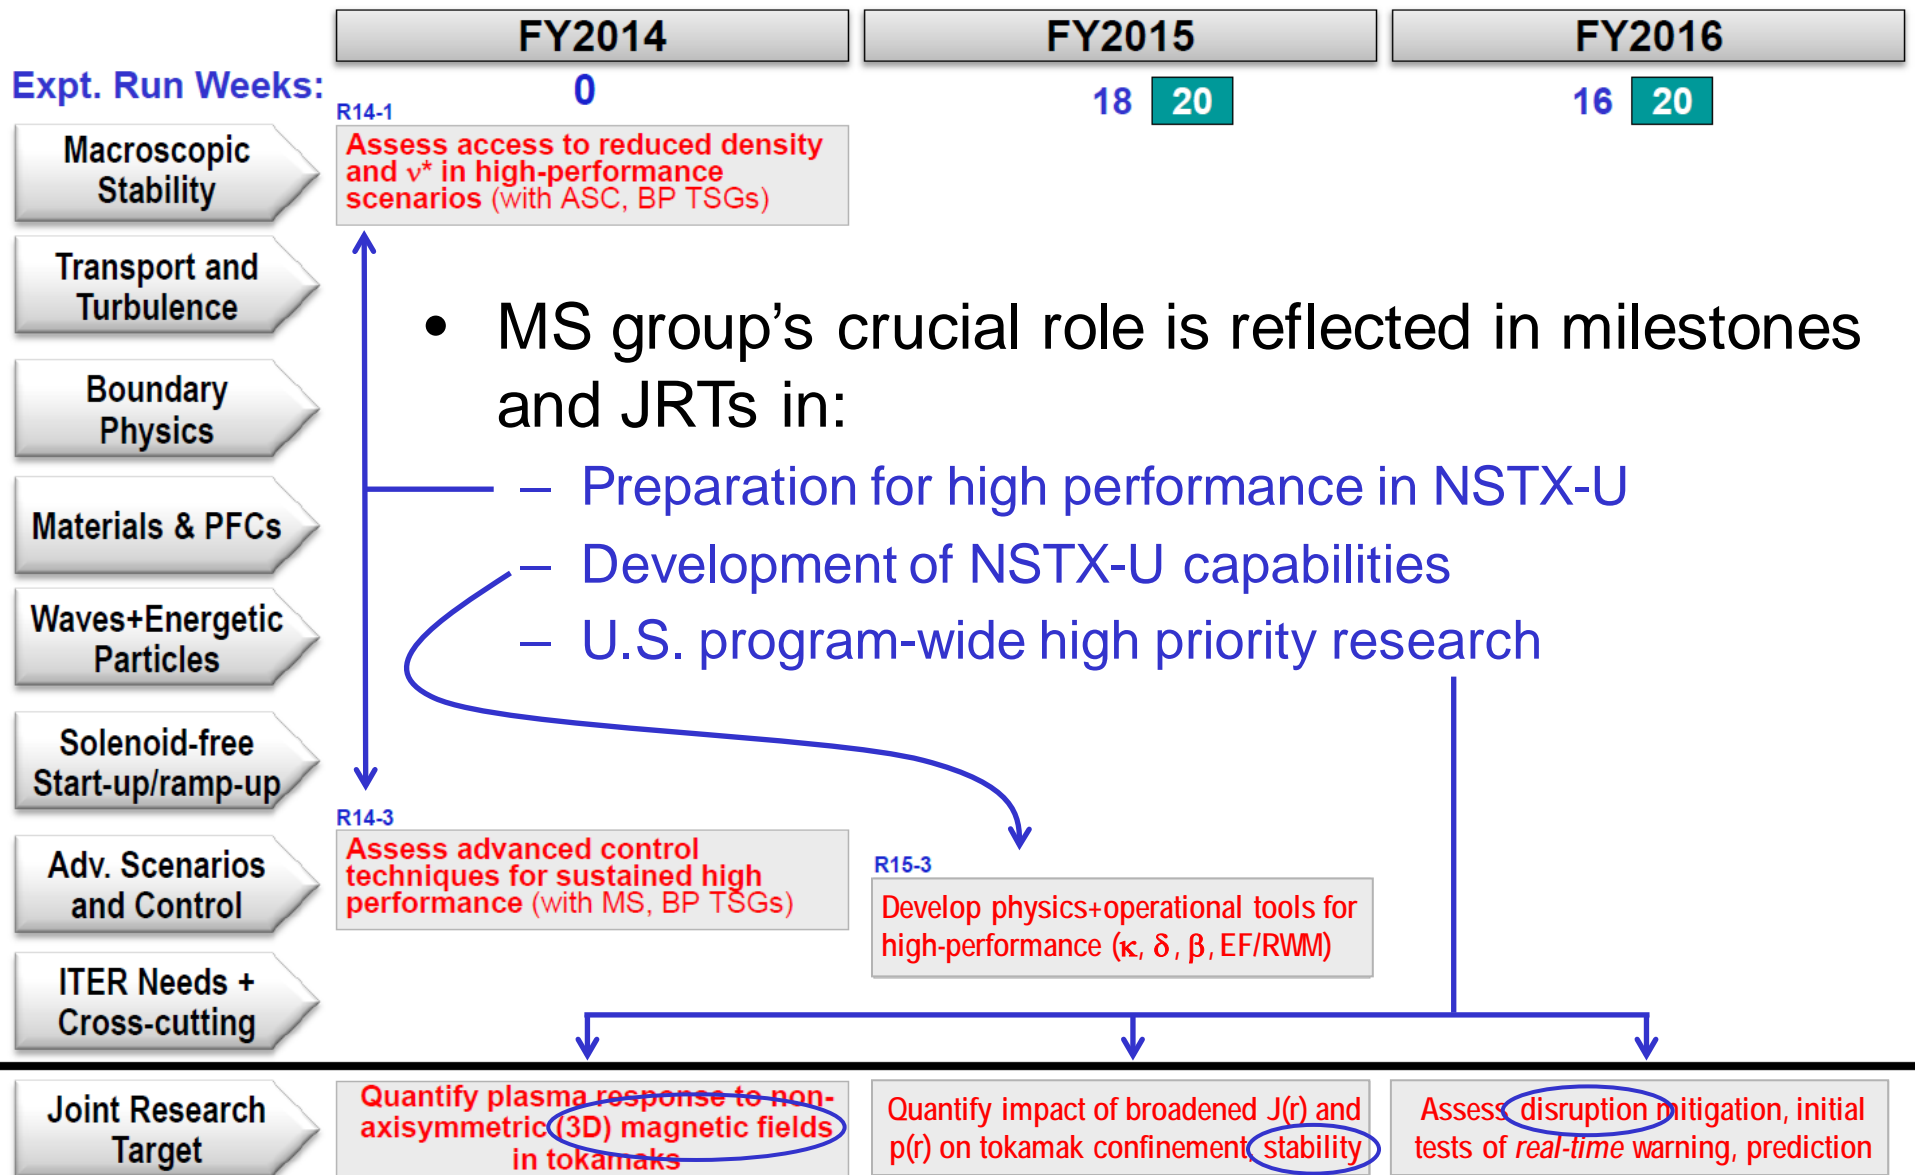 FY2014 FY2015 FY2016
Expt. Run Weeks: 0 18 20 16 20
R14-1
Macroscopic
Stability
Assess access to reduced density
and ν* in high-performance
scenarios (with ASC, BP TSGs)
Transport and
Turbulence
• MS group's crucial role is reflected in milestones
and JRTs in:
Boundary
Physics
– Preparation for high performance in NSTX-U
Materials & PFCs
– Development of NSTX-U capabilities
Waves+Energetic
Particles
– U.S. program-wide high priority research
Solenoid-free
Start-up/ramp-up
R14-3
Adv. Scenarios
and Control
Assess advanced control
techniques for sustained high
performance (with MS, BP TSGs)
R15-3
Develop physics+operational tools for
high-performance (κ, δ, β, EF/RWM)
ITER Needs +
Cross-cutting
Joint Research
Target
Quantify plasma response to non-
axisymmetric (3D) magnetic fields
in tokamaks
Quantify impact of broadened J(r) and
p(r) on tokamak confinement, stability
Assess disruption mitigation, initial
tests of real-time warning, prediction